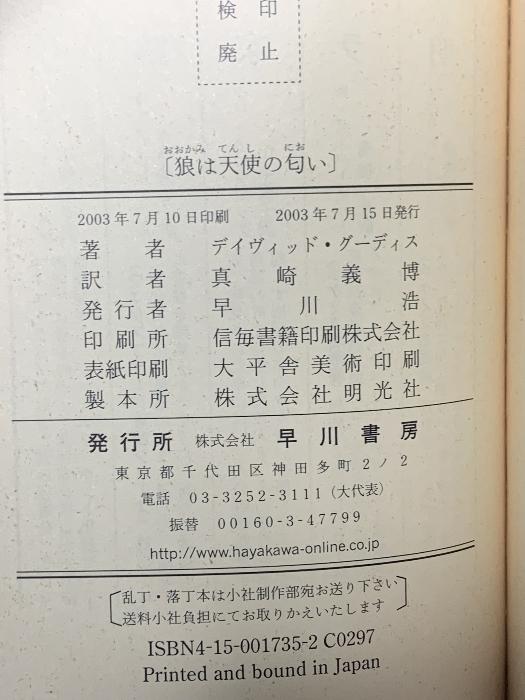 検印
廃止
おおかみ てんし にお
〔狼は天使の匂い〕
2003年7月10日印刷 2003年7月15日発行
著者 デイヴィッド・グーディス
訳者 真崎義博
発行者 早川浩
印刷所 信毎書籍印刷株式会社
表紙印刷 大平舎美術印刷
製本所 株式会社明光社
発行所 株式会社 早川書房
東京都千代田区神田多町2ノ2
電話 03-3252-3111(大代表)
振替 00160-3-47799
http://www.hayakawa-online.co.jp
乱丁・落丁本は小社制作部宛お送り下さい
送料小社負担にてお取りかえいたします
ISBN4-15-001735-2 C0297
Printed and bound in Japan